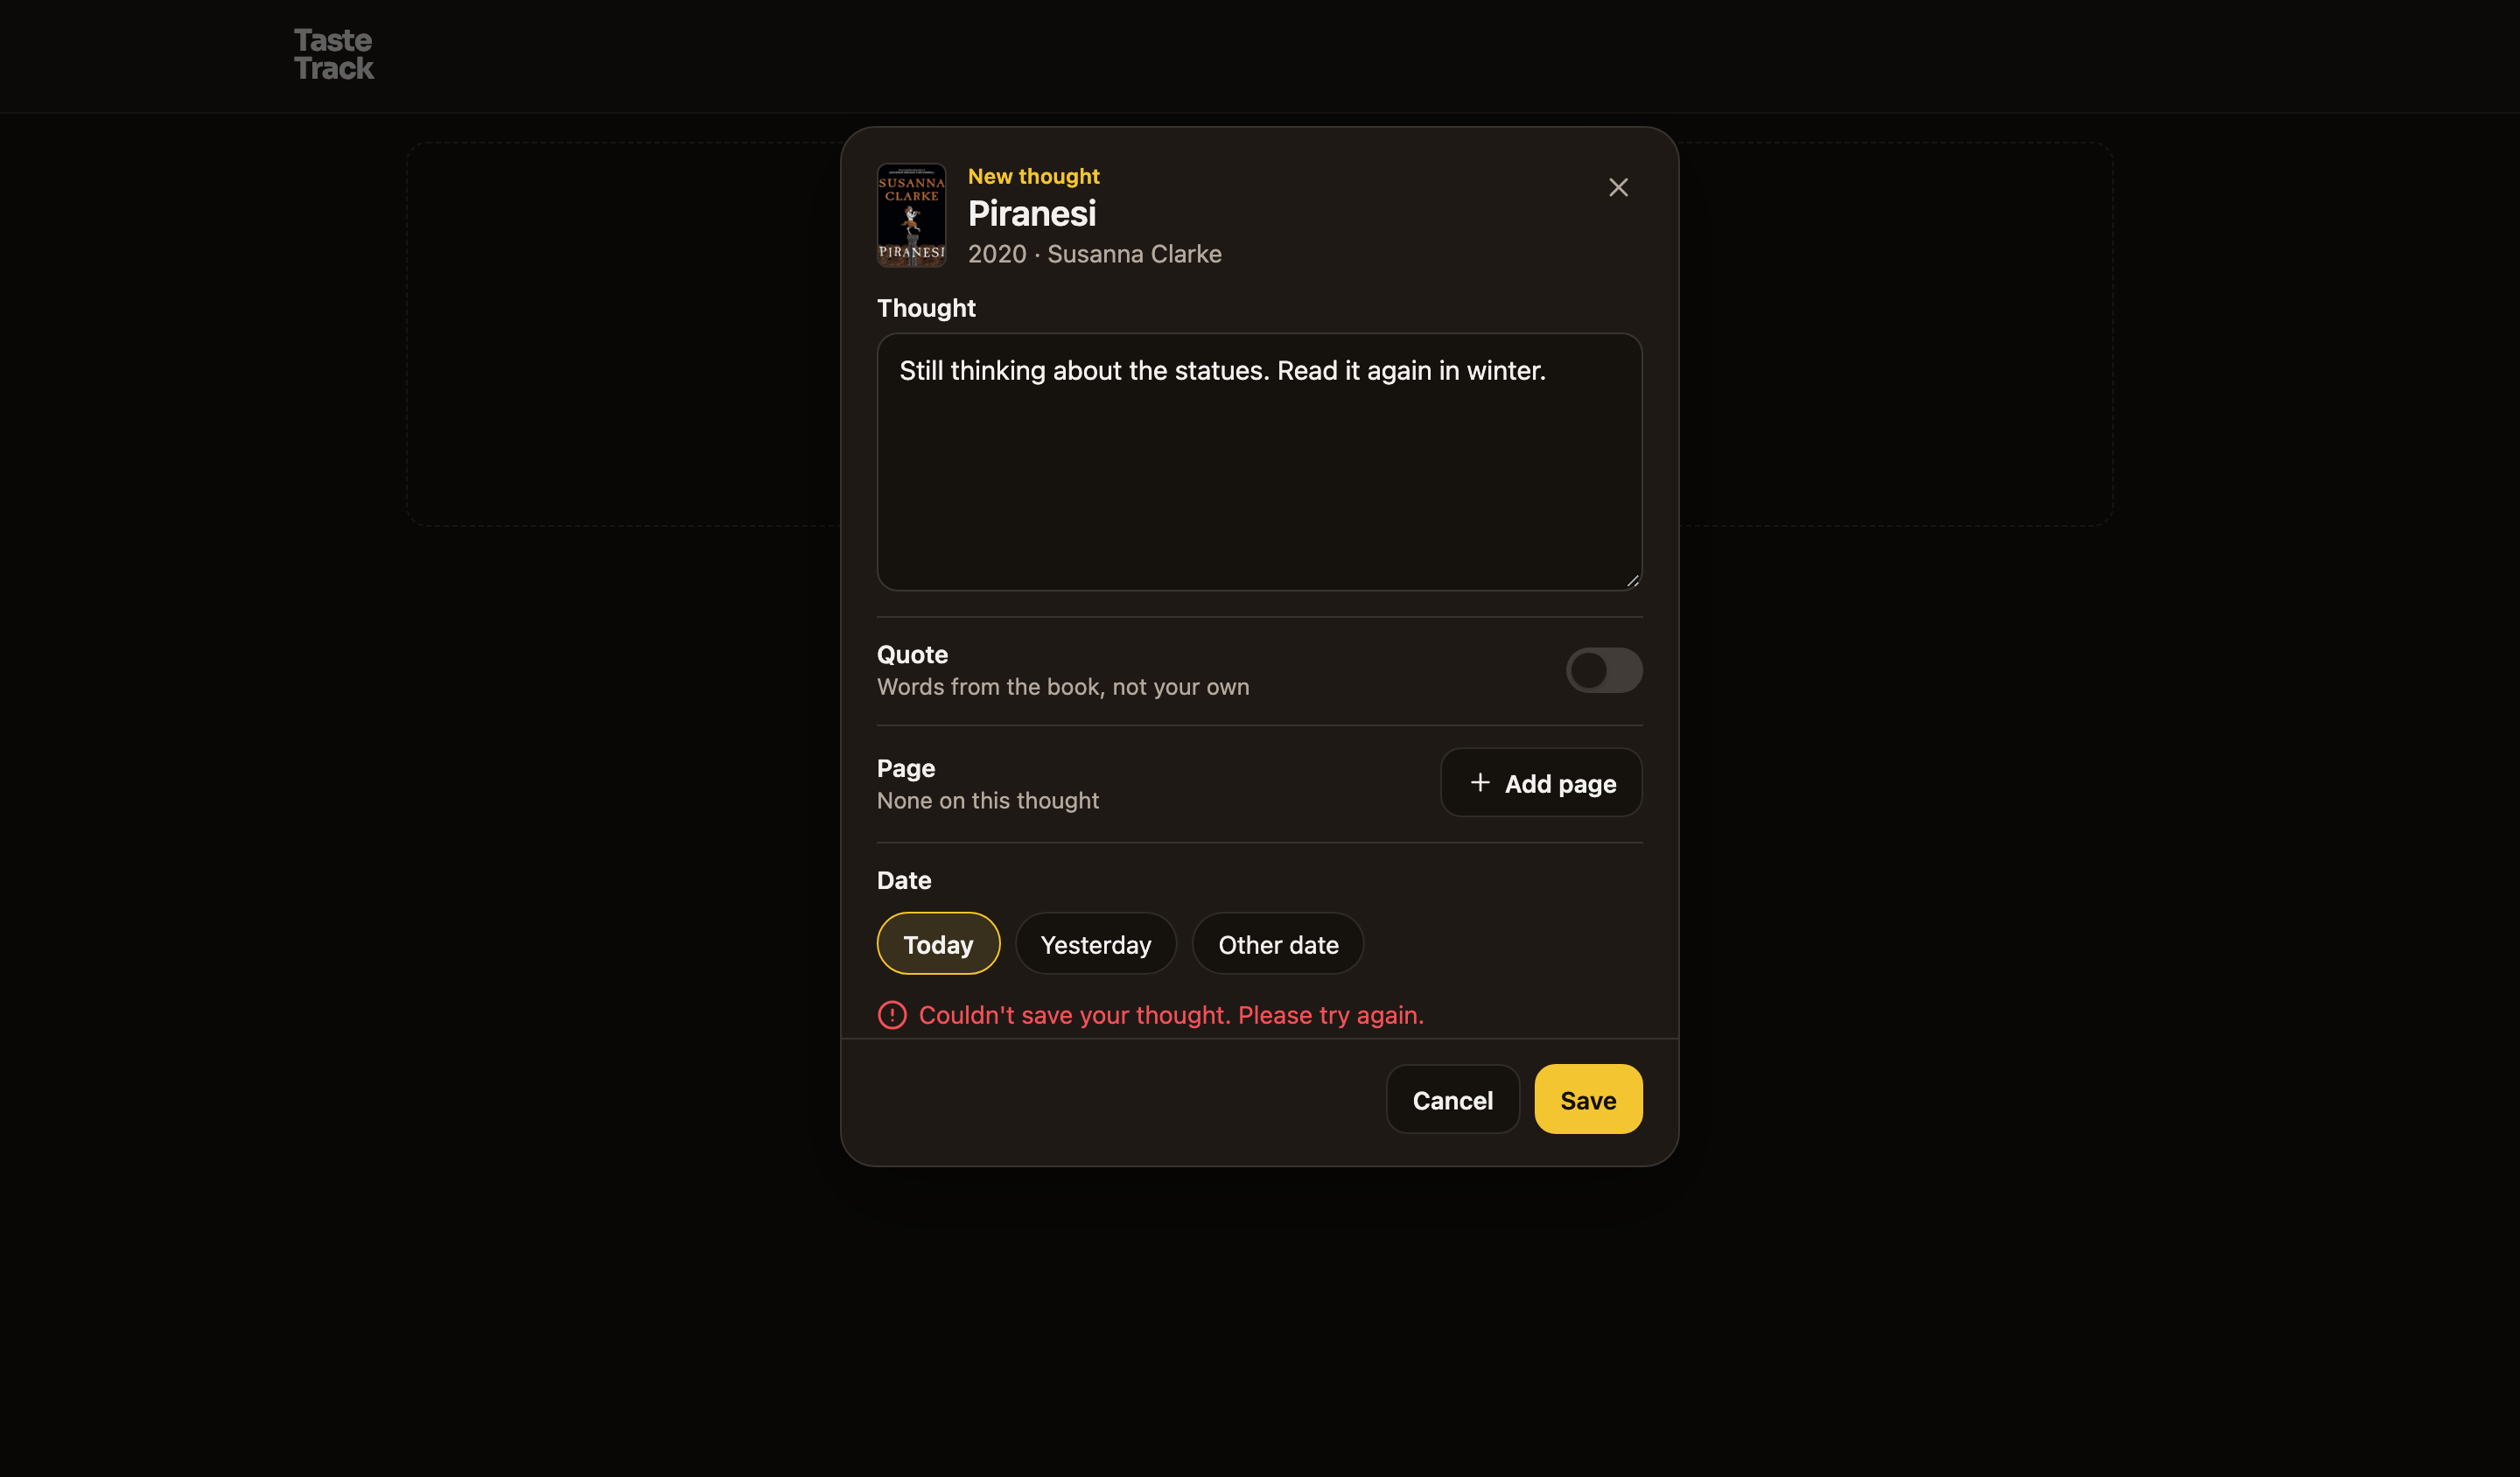 Taste
Track
SUSANNA
CLARKE
PIRANESI
New thought
Piranesi
2020 · Susanna Clarke
Thought
Still thinking about the statues. Read it again in winter.
Quote
Words from the book, not your own
Page
None on this thought
+ Add page
Date
Today
Yesterday
Other date
Couldn't save your thought. Please try again.
Cancel
Save